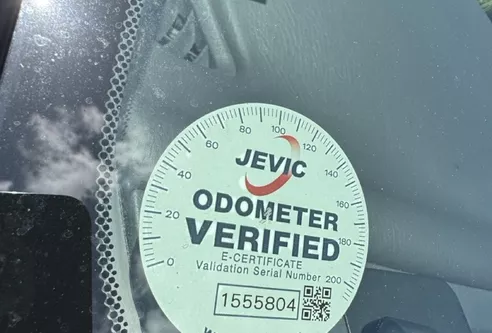 80 100 120
60 140
40 160
20 180
0 200
JEVIC
ODOMETER
VERIFIED
E-CERTIFICATE
Validation Serial Number
1555804